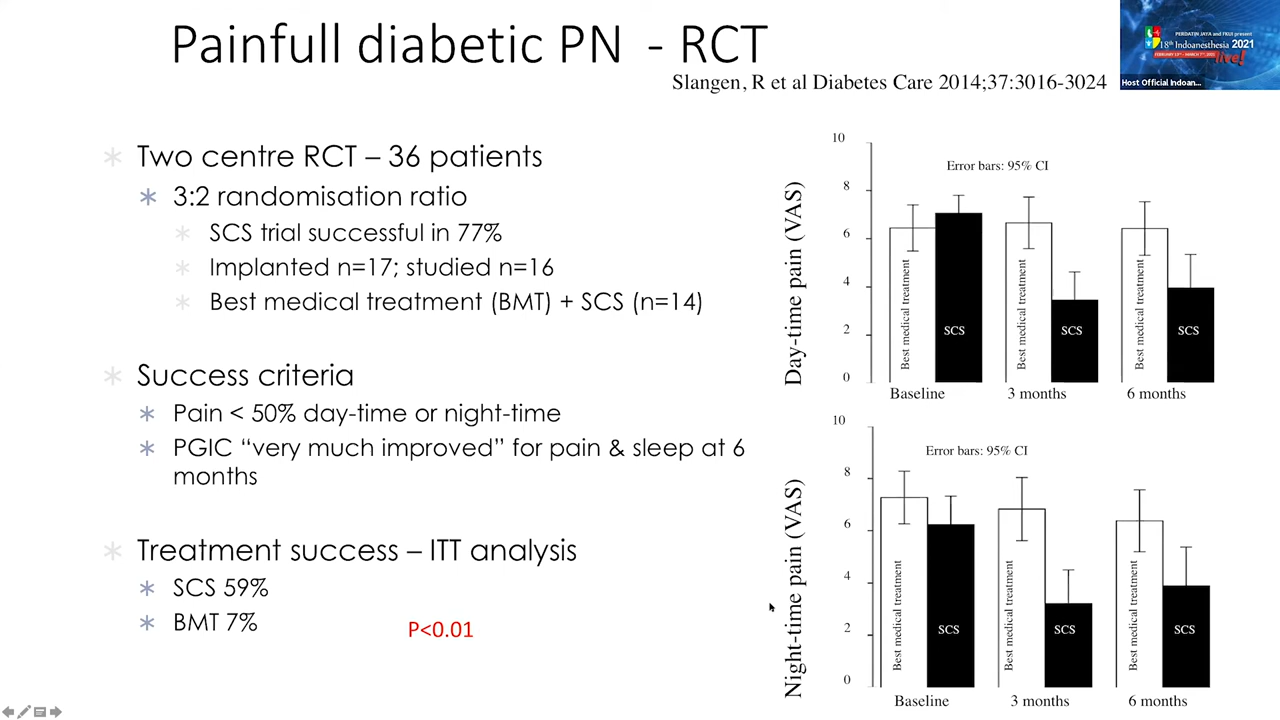 Painfull diabetic PN - RCT
Slangen, R et al Diabetes Care 2014;37:3016-3024
PERDATIN JAYA and FKUI present
18th Indoanesthesia 2021
live!
Host Official Indoan...
Two centre RCT – 36 patients
3:2 randomisation ratio
SCS trial successful in 77%
Implanted n=17; studied n=16
Best medical treatment (BMT) + SCS (n=14)
Success criteria
Pain < 50% day-time or night-time
PGIC “very much improved” for pain & sleep at 6
months
Treatment success – ITT analysis
SCS 59%
BMT 7%
P<0.01
Day-time pain (VAS)
10
8
6
4
2
0
Error bars: 95% CI
Best medical treatment
SCS
Best medical treatment
SCS
Best medical treatment
SCS
Baseline
3 months
6 months
Night-time pain (VAS)
10
8
6
4
2
0
Error bars: 95% CI
Best medical treatment
SCS
Best medical treatment
SCS
Best medical treatment
SCS
Baseline
3 months
6 months